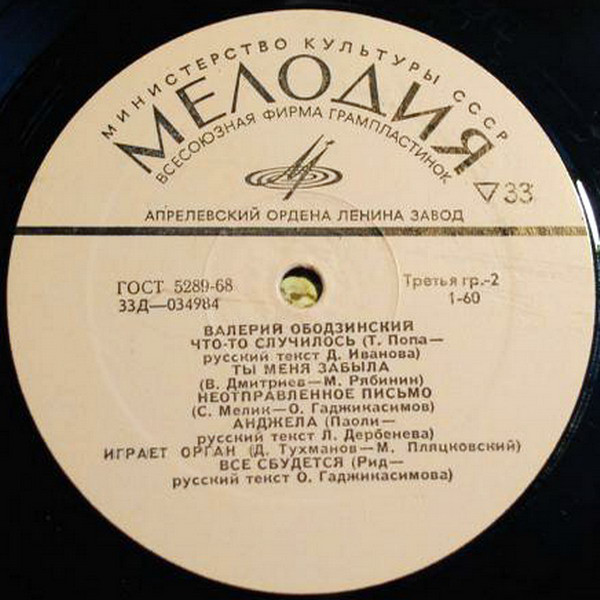 МИНИСТЕРСТВО КУЛЬТУРЫ СССР
МЕЛОДИЯ
ВСЕСОЮЗНАЯ ФИРМА ГРАМПЛАСТИНОК
▽33
АПРЕЛЕВСКИЙ ОРДЕНА ЛЕНИНА ЗАВОД
ГОСТ 5289-68
Третья гр.-2
33Д—034984
1-60
ВАЛЕРИЙ ОБОДЗИНСКИЙ
ЧТО-ТО СЛУЧИЛОСЬ (Т. Попа—
русский текст Д. Иванова)
ТЫ МЕНЯ ЗАБЫЛА
(В. Дмитриев—М. Рябинин)
НЕОТПРАВЛЕННОЕ ПИСЬМО
(С. Мелик—О. Гаджикасимов)
АНДЖЕЛА (Паоли—
русский текст Л. Дербенева)
ИГРАЕТ ОРГАН (Д. Тухманов—М. Пляцковский)
ВСЕ СБУДЕТСЯ (Рид—
русский текст О. Гаджикасимова)